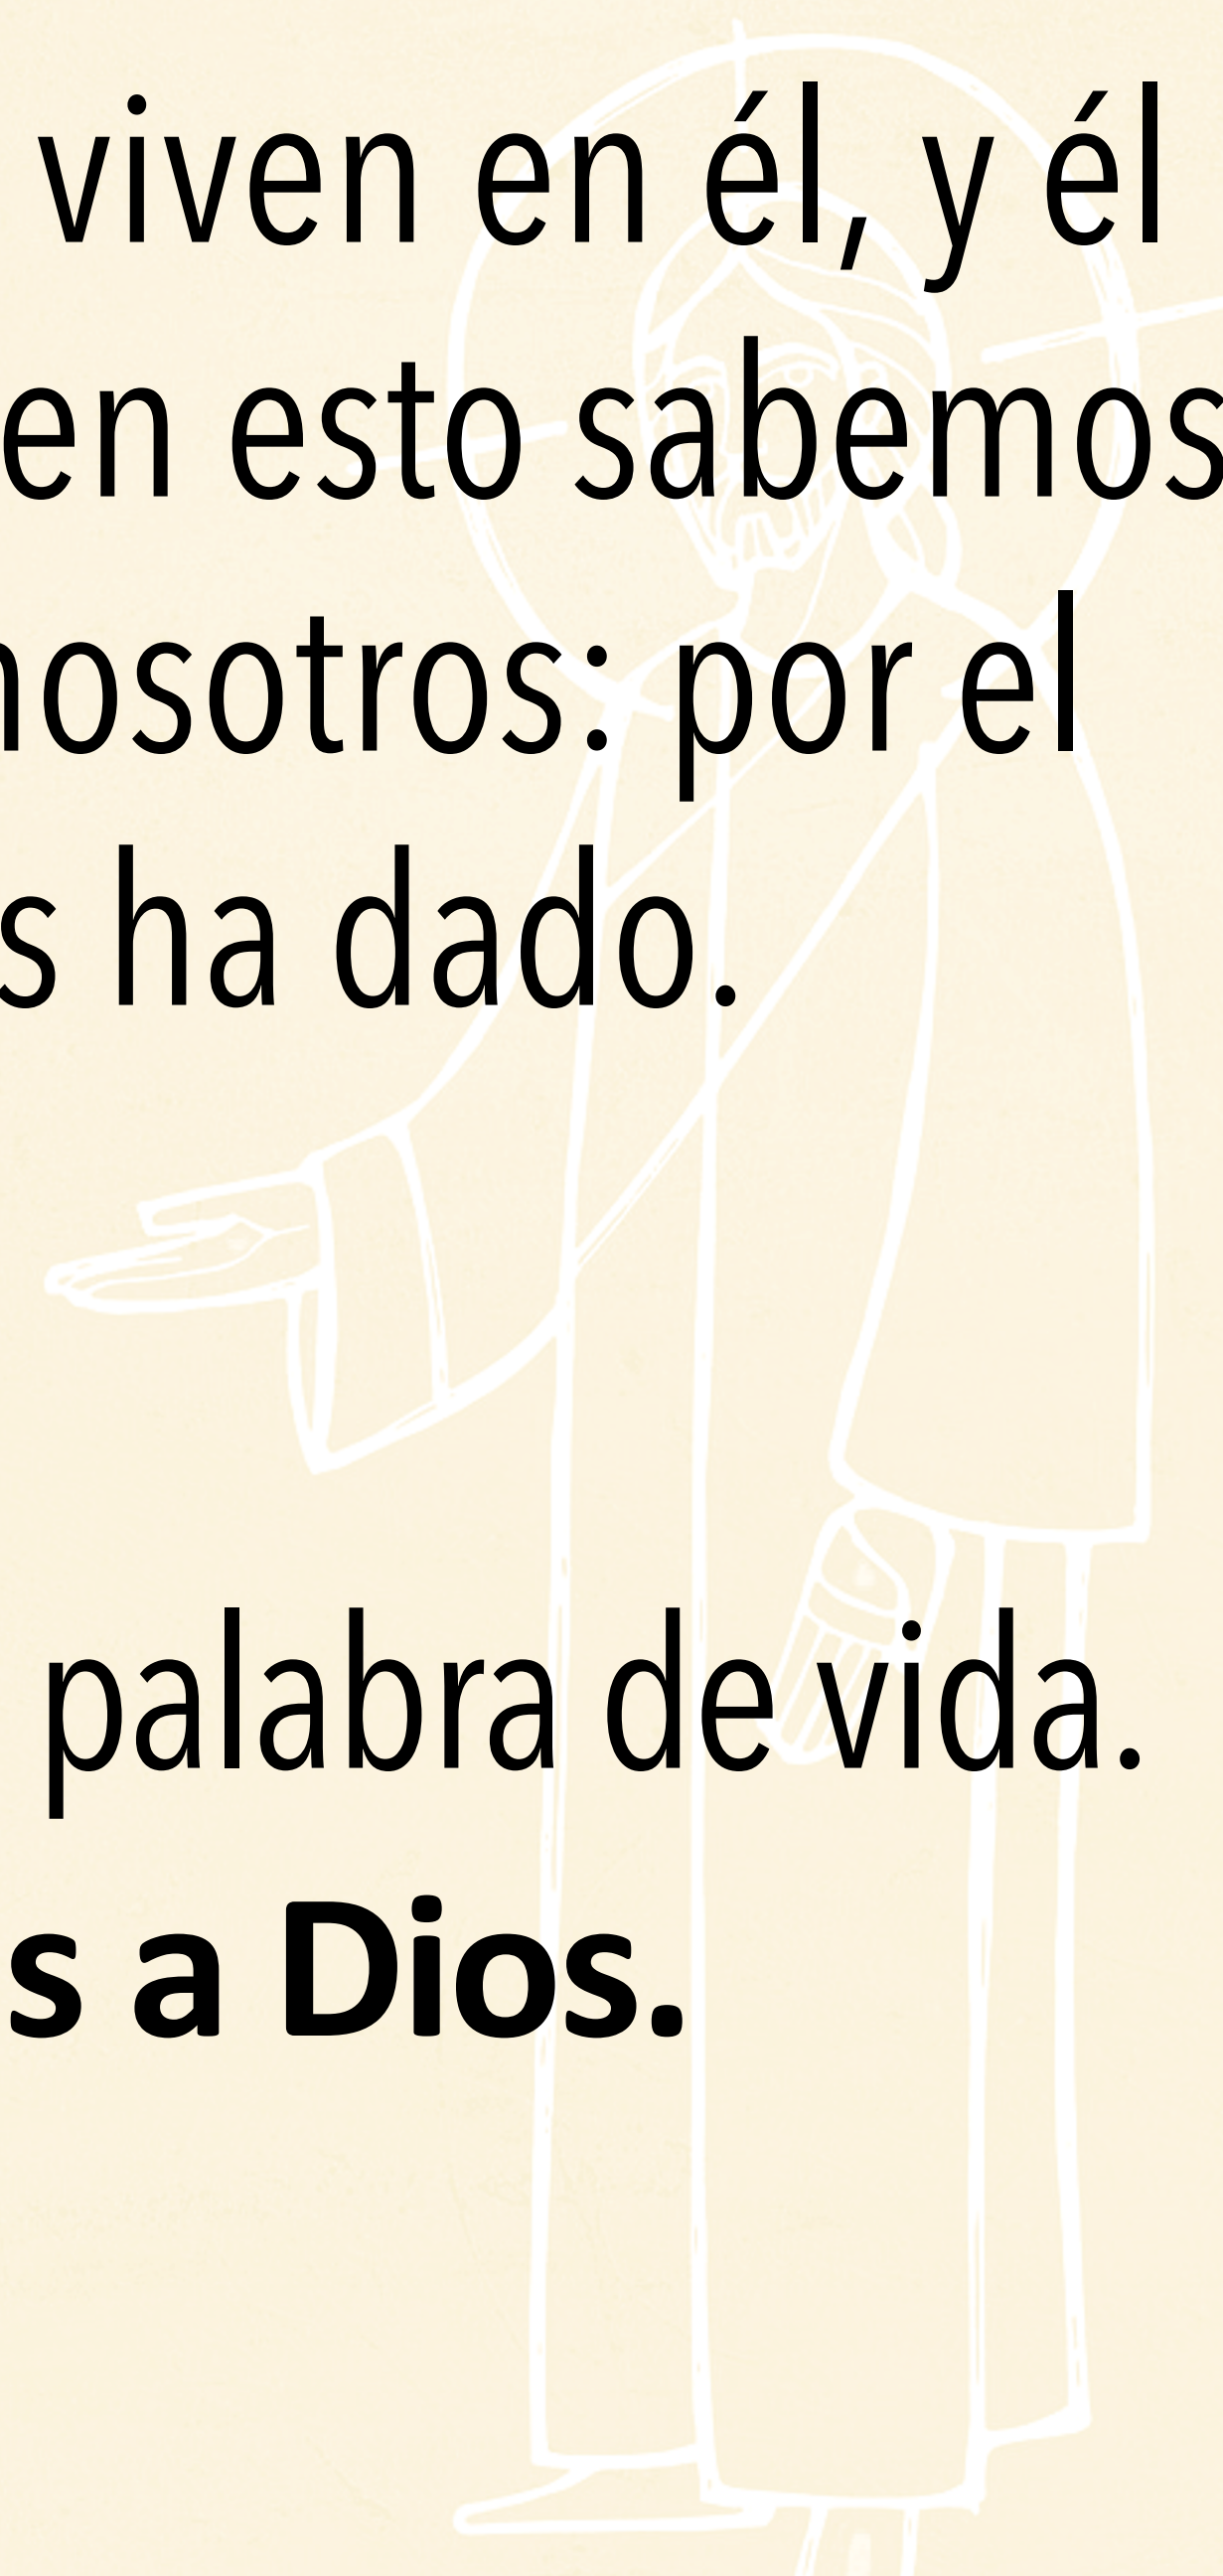 viven en él, y él
en esto sabemos
nosotros: por el
s ha dado.
palabra de vida.
s a Dios.